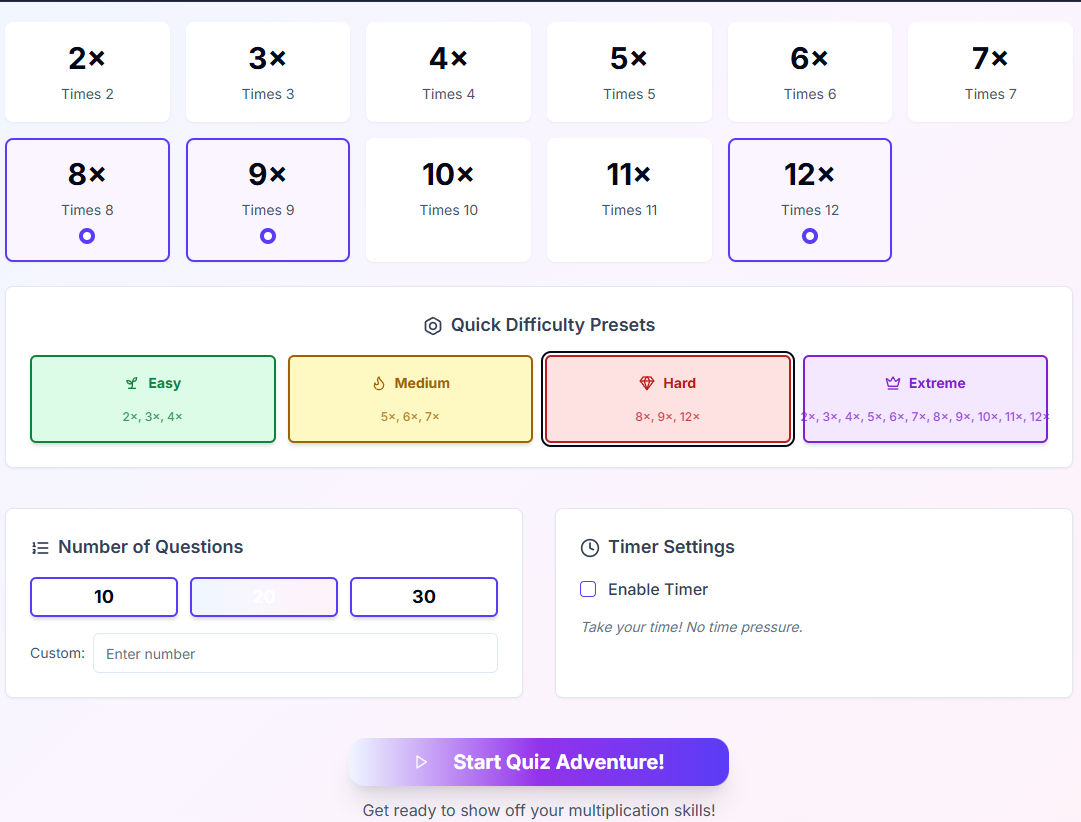 2× 3× 4× 5× 6× 7×
Times 2 Times 3 Times 4 Times 5 Times 6 Times 7
8× 9× 10× 11× 12×
Times 8 Times 9 Times 10 Times 11 Times 12
Quick Difficulty Presets
Easy Medium Hard Extreme
2×, 3×, 4× 5×, 6×, 7× 8×, 9×, 12× 2×, 3×, 4×, 5×, 6×, 7×, 8×, 9×, 10×, 11×, 12×
Number of Questions
10 20 30
Custom: Enter number
Timer Settings
Enable Timer
Take your time! No time pressure.
Start Quiz Adventure!
Get ready to show off your multiplication skills!